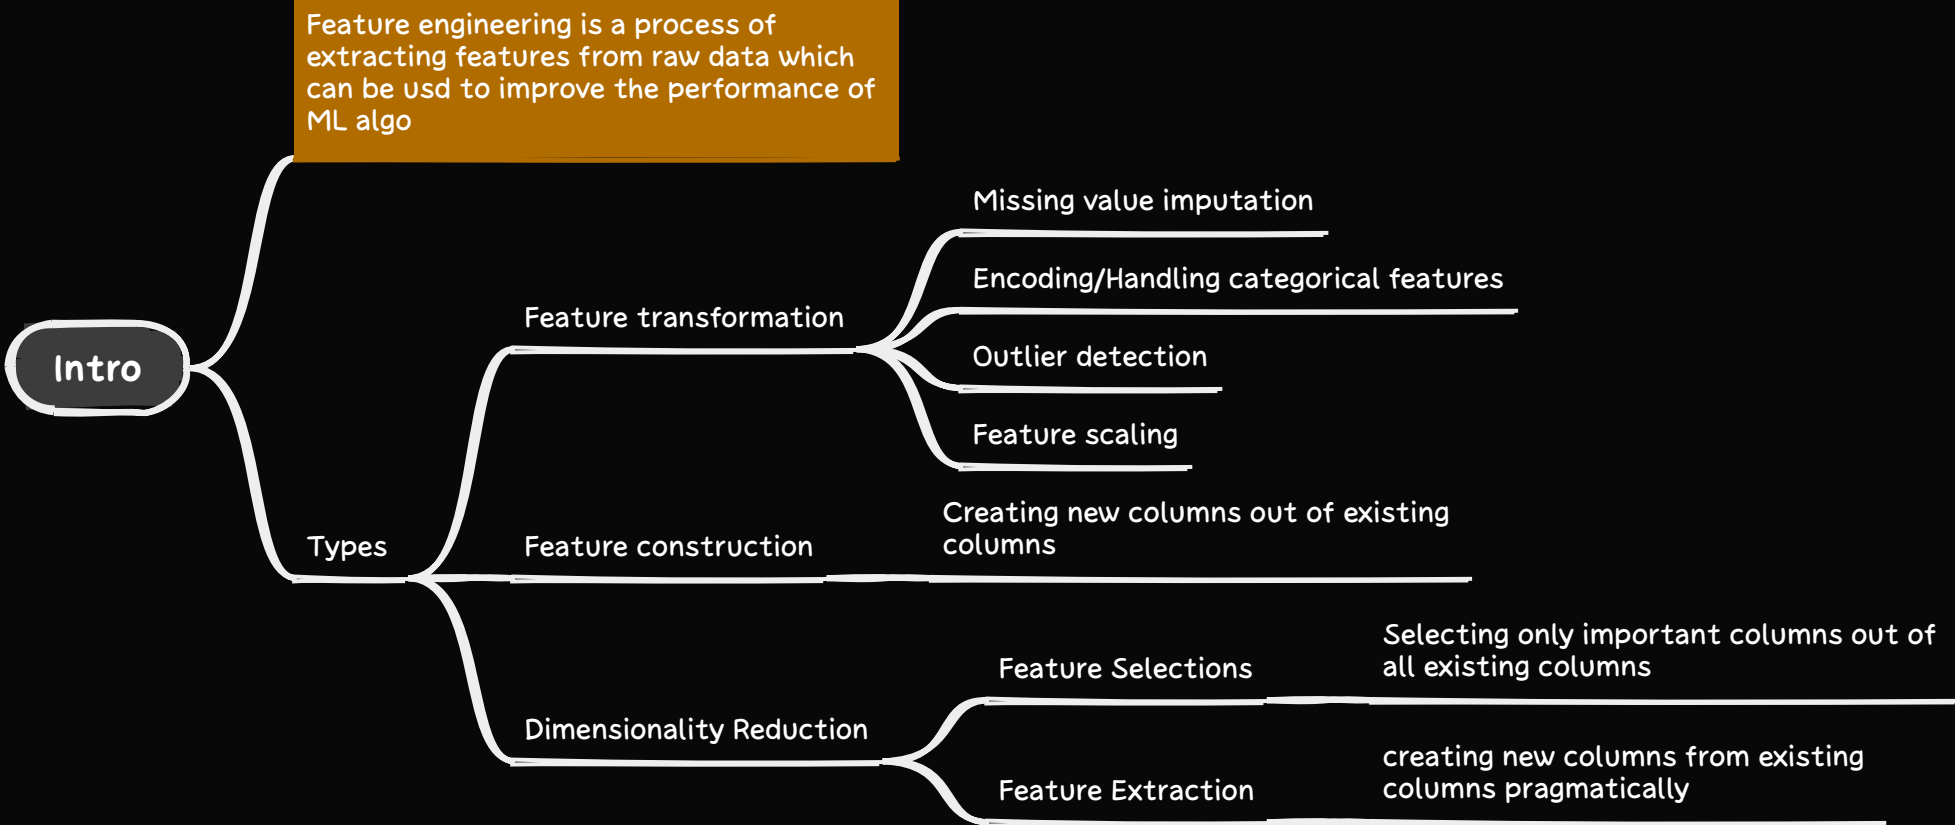 Feature engineering is a process of
extracting features from raw data which
can be usd to improve the performance of
ML algo
Missing value imputation
Encoding/Handling categorical features
Feature transformation
Outlier detection
Intro
Feature scaling
Creating new columns out of existing
columns
Types
Feature construction
Selecting only important columns out of
all existing columns
Feature Selections
Dimensionality Reduction
creating new columns from existing
columns pragmatically
Feature Extraction